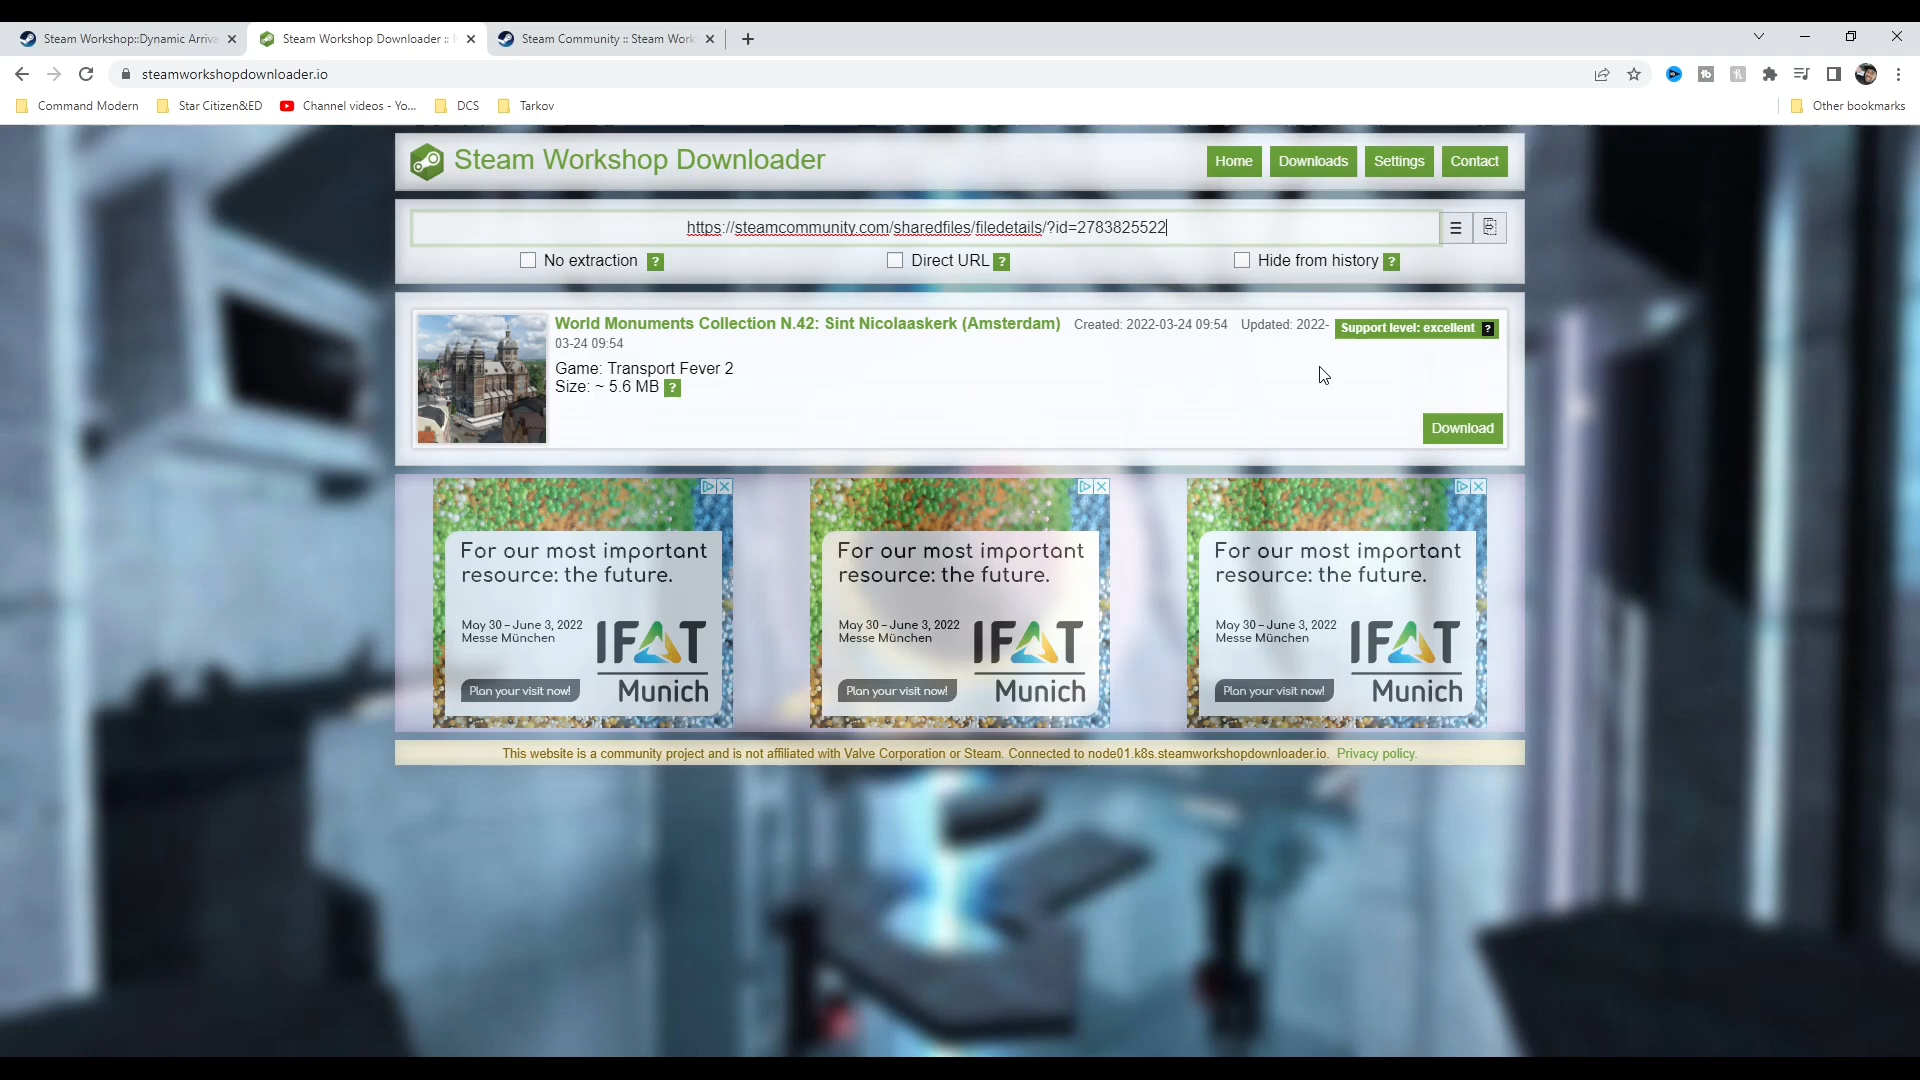 Steam Workshop::Dynamic Arriva
Steam Workshop Downloader ::
Steam Community :: Steam Work
steamworkshopdownloader.io
Command Modern
Star Citizen&ED
Channel videos - Yo...
DCS
Tarkov
Other bookmarks
Steam Workshop Downloader
Home
Downloads
Settings
Contact
https://steamcommunity.com/sharedfiles/filedetails/?id=2783825522
No extraction ?
Direct URL ?
Hide from history ?
World Monuments Collection N.42: Sint Nicolaaskerk (Amsterdam) Created: 2022-03-24 09:54 Updated: 2022-
03-24 09:54
Support level: excellent ?
Game: Transport Fever 2
Size: ~ 5.6 MB ?
Download
For our most important
resource: the future.
May 30 – June 3, 2022
Messe München
IFAT
Munich
Plan your visit now!
For our most important
resource: the future.
May 30 – June 3, 2022
Messe München
IFAT
Munich
Plan your visit now!
For our most important
resource: the future.
May 30 – June 3, 2022
Messe München
IFAT
Munich
Plan your visit now!
This website is a community project and is not affiliated with Valve Corporation or Steam. Connected to node01.k8s.steamworkshopdownloader.io. Privacy policy.